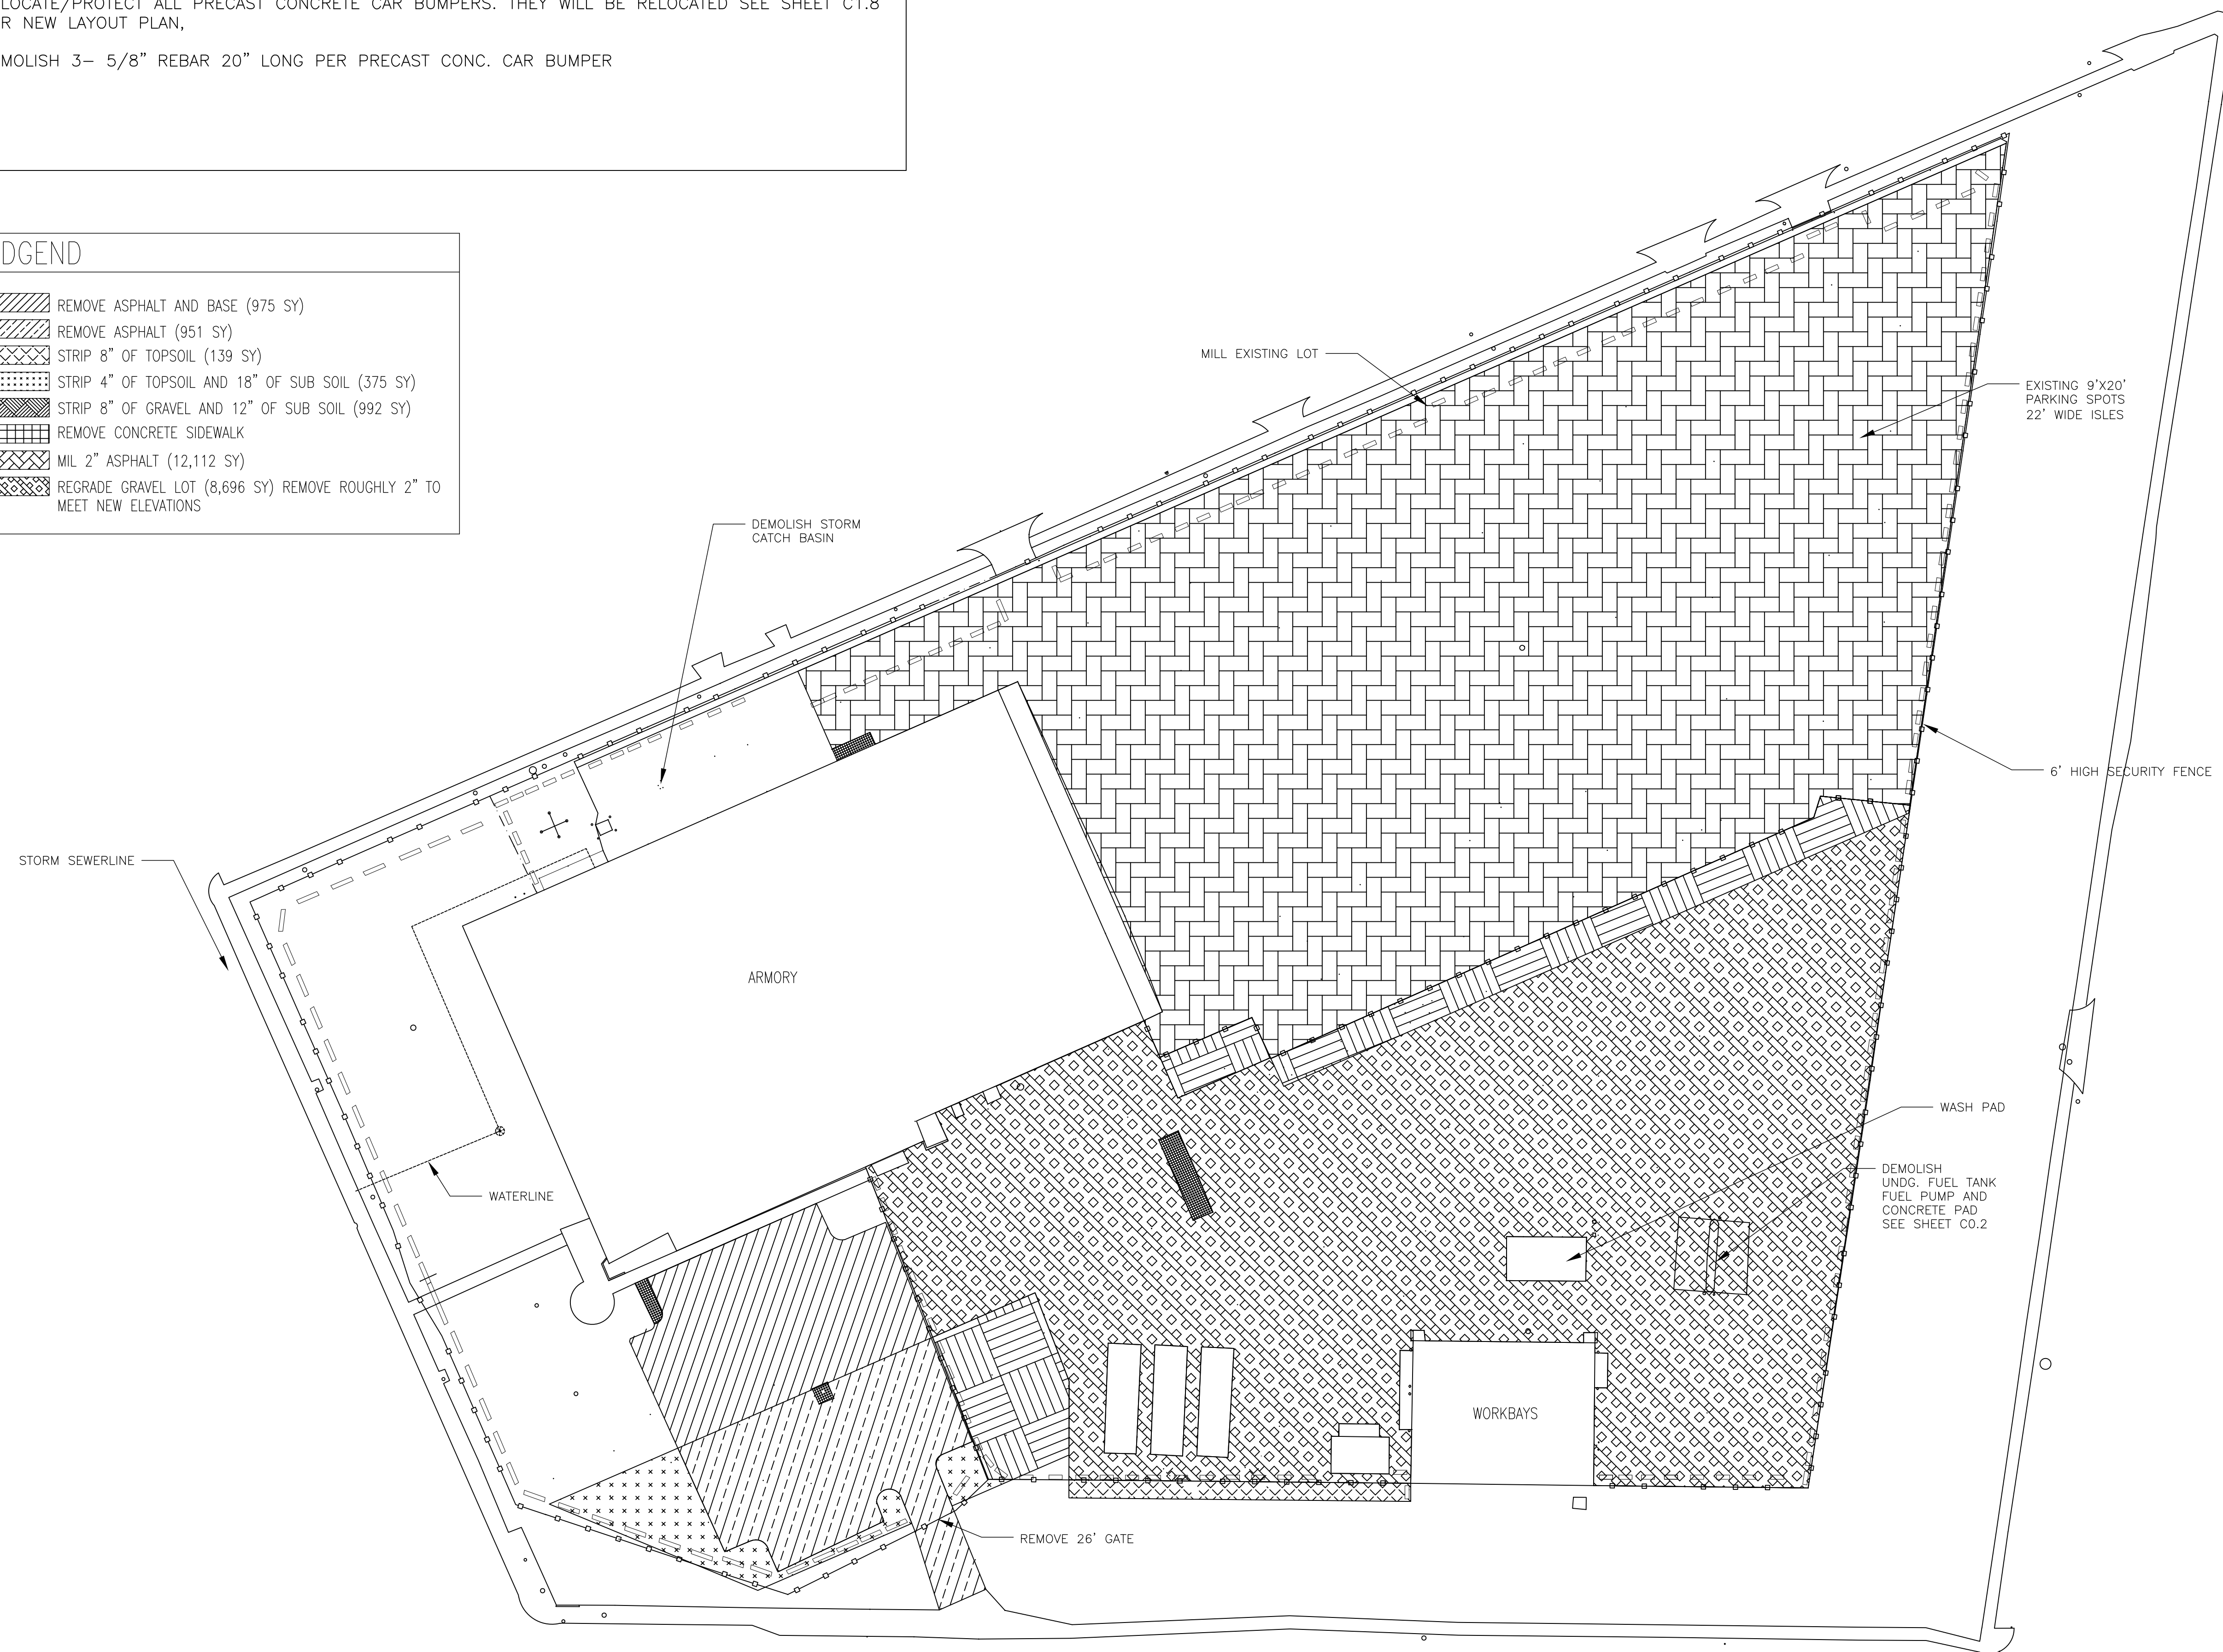 LOCATE/PROTECT ALL PRECAST CONCRETE CAR BUMPERS. THEY WILL BE RELOCATED SEE SHEET C1.8
R NEW LAYOUT PLAN,
MOLISH 3– 5/8” REBAR 20” LONG PER PRECAST CONC. CAR BUMPER
DGEND
REMOVE ASPHALT AND BASE (975 SY)
REMOVE ASPHALT (951 SY)
STRIP 8” OF TOPSOIL (139 SY)
STRIP 4” OF TOPSOIL AND 18” OF SUB SOIL (375 SY)
STRIP 8” OF GRAVEL AND 12” OF SUB SOIL (992 SY)
REMOVE CONCRETE SIDEWALK
MIL 2” ASPHALT (12,112 SY)
REGRADE GRAVEL LOT (8,696 SY) REMOVE ROUGHLY 2” TO
MEET NEW ELEVATIONS
MILL EXISTING LOT
EXISTING 9'X20'
PARKING SPOTS
22' WIDE ISLES
DEMOLISH STORM
CATCH BASIN
6' HIGH SECURITY FENCE
STORM SEWERLINE
ARMORY
WASH PAD
DEMOLISH
UNDG. FUEL TANK
FUEL PUMP AND
CONCRETE PAD
SEE SHEET C0.2
WATERLINE
WORKBAYS
REMOVE 26' GATE